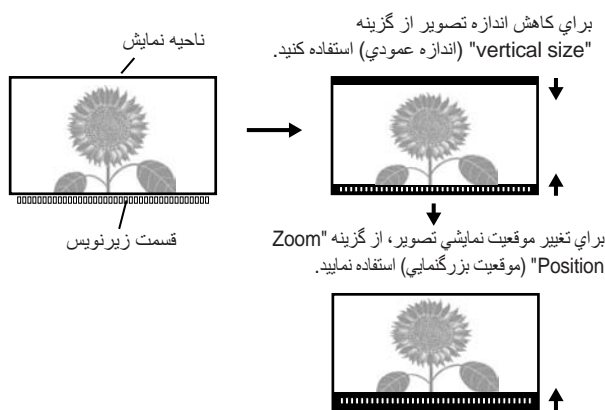 ناحيه نمايش
قسمت زيرنويس
براي كاهش اندازه تصوير از گزينه
"vertical size" (اندازه عمودي) استفاده كنيد.
براي تغيير موقعيت نمايشي تصوير، از گزينه "Zoom
Position" (موقعيت بزرگنمايي) استفاده نماييد.